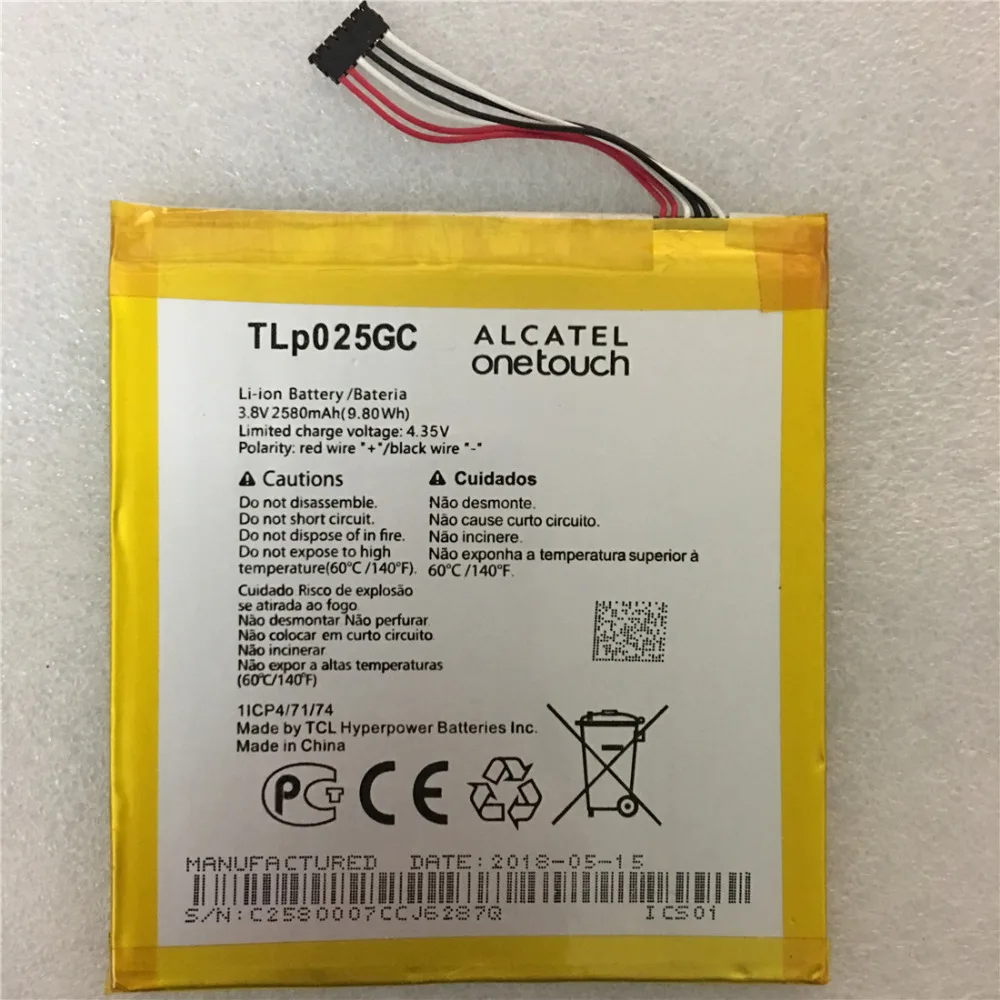 TLp025GC
ALCATEL
onetouch
Li-ion Battery /Bateria
3.8V 2580mAh(9.80Wh)
Limited charge voltage: 4.35V
Polarity: red wire "+"/black wire "-"
Cautions
Do not disassemble.
Do not short circuit.
Do not dispose of in fire.
Do not expose to high
temperature(60°C /140°F).
Cuidados
Não desmonte.
Não cause curto circuito.
Não incinere.
Não exponha a temperatura superior à
60°C /140°F.
Cuidado Risco de explosão
se atirada ao fogo
Não desmontar Não perfurar
Não colocar em curto circuito
Não incinerar
Não expor a altas temperaturas
(60°C/140°F)
1ICP4/71/74
Made by TCL Hyperpower Batteries Inc.
Made in China
PCT CE
MANUFACTURED DATE:2018-05-15
S/N:C2580007CCJ6287Q ICS01